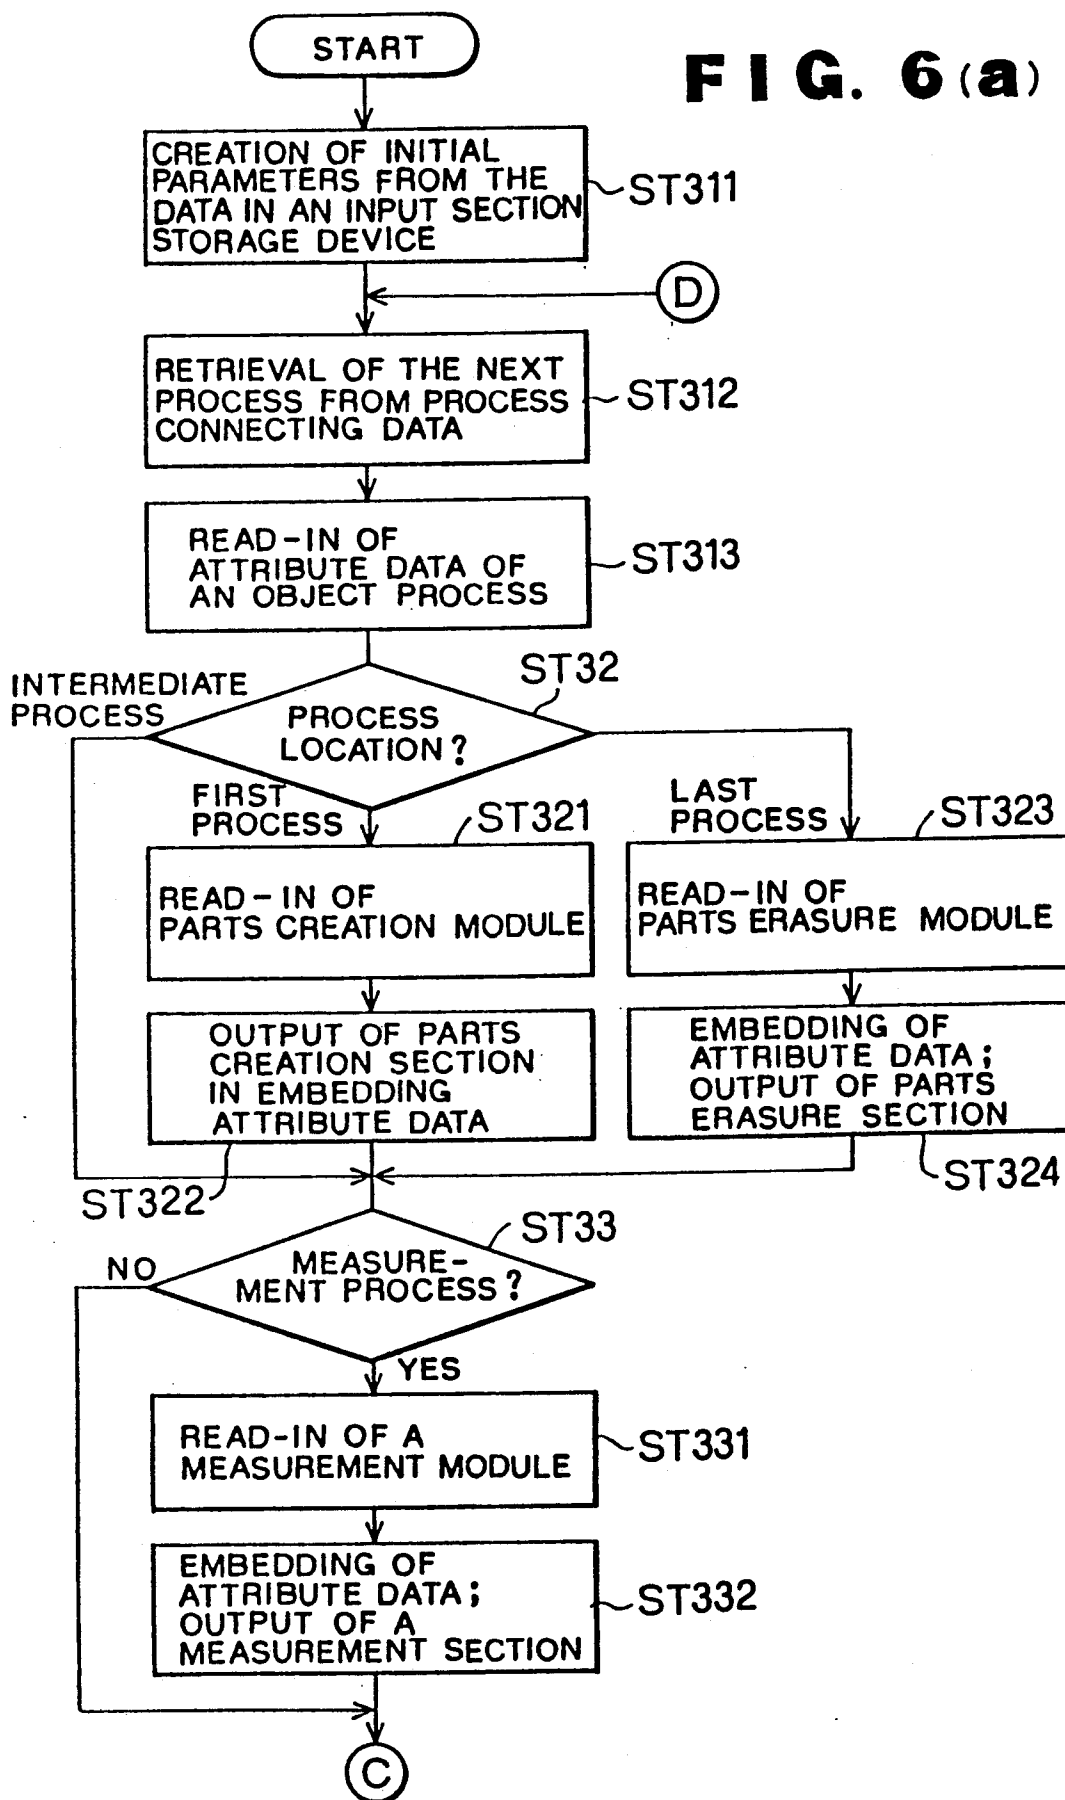 START
FIG. 6(a)
CREATION OF INITIAL
PARAMETERS FROM THE
DATA IN AN INPUT SECTION
STORAGE DEVICE
ST311
D
RETRIEVAL OF THE NEXT
PROCESS FROM PROCESS
CONNECTING DATA
ST312
READ-IN OF
ATTRIBUTE DATA OF
AN OBJECT PROCESS
ST313
ST32
INTERMEDIATE
PROCESS
PROCESS
LOCATION?
FIRST
PROCESS
ST321
LAST
PROCESS
ST323
READ-IN OF
PARTS CREATION MODULE
READ-IN OF
PARTS ERASURE MODULE
OUTPUT OF PARTS
CREATION SECTION
IN EMBEDDING
ATTRIBUTE DATA
EMBEDDING OF
ATTRIBUTE DATA;
OUTPUT OF PARTS
ERASURE SECTION
ST322
ST324
ST33
NO
MEASURE-
MENT PROCESS?
YES
READ-IN OF A
MEASUREMENT MODULE
ST331
EMBEDDING OF
ATTRIBUTE DATA;
OUTPUT OF A
MEASUREMENT SECTION
ST332
C